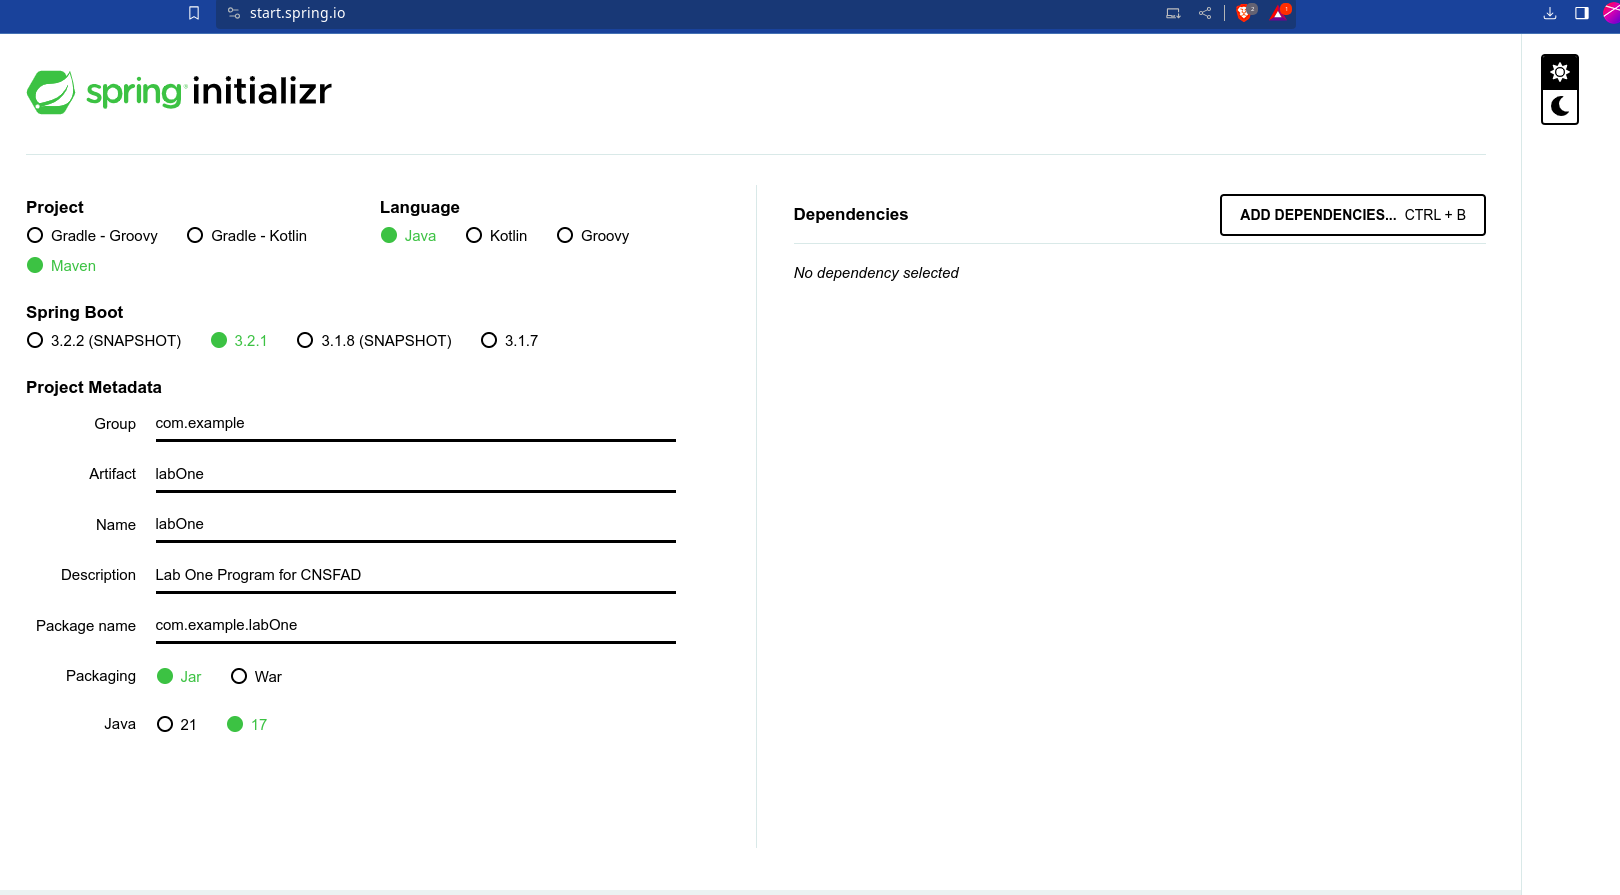 start.spring.io
2
1
spring initializr
Project
Gradle - Groovy Gradle - Kotlin
Maven
Language
Java Kotlin Groovy
Spring Boot
3.2.2 (SNAPSHOT) 3.2.1 3.1.8 (SNAPSHOT) 3.1.7
Project Metadata
Group com.example
Artifact labOne
Name labOne
Description Lab One Program for CNSFAD
Package name com.example.labOne
Packaging Jar War
Java 21 17
Dependencies
ADD DEPENDENCIES... CTRL + B
No dependency selected